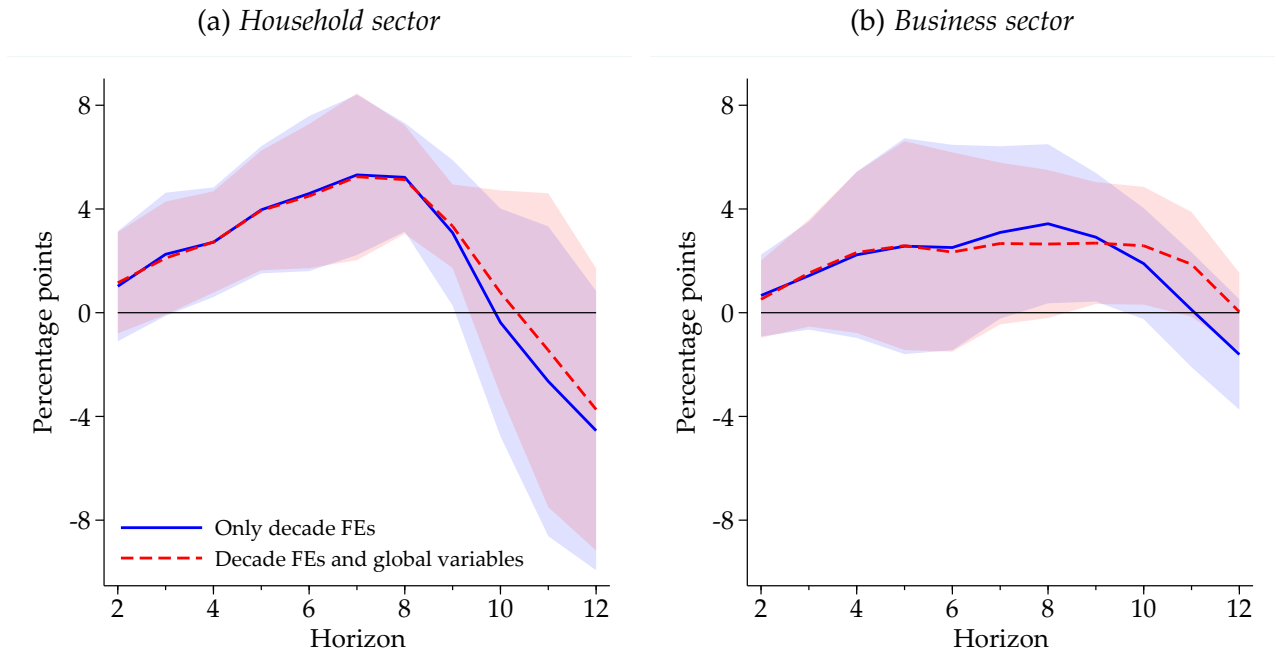 (a) Household sector
(b) Business sector
Percentage points
8
4
0
-4
-8
Only decade FEs
Decade FEs and global variables
2 4 6 8 10 12
Horizon
Percentage points
8
4
0
-4
-8
2 4 6 8 10 12
Horizon